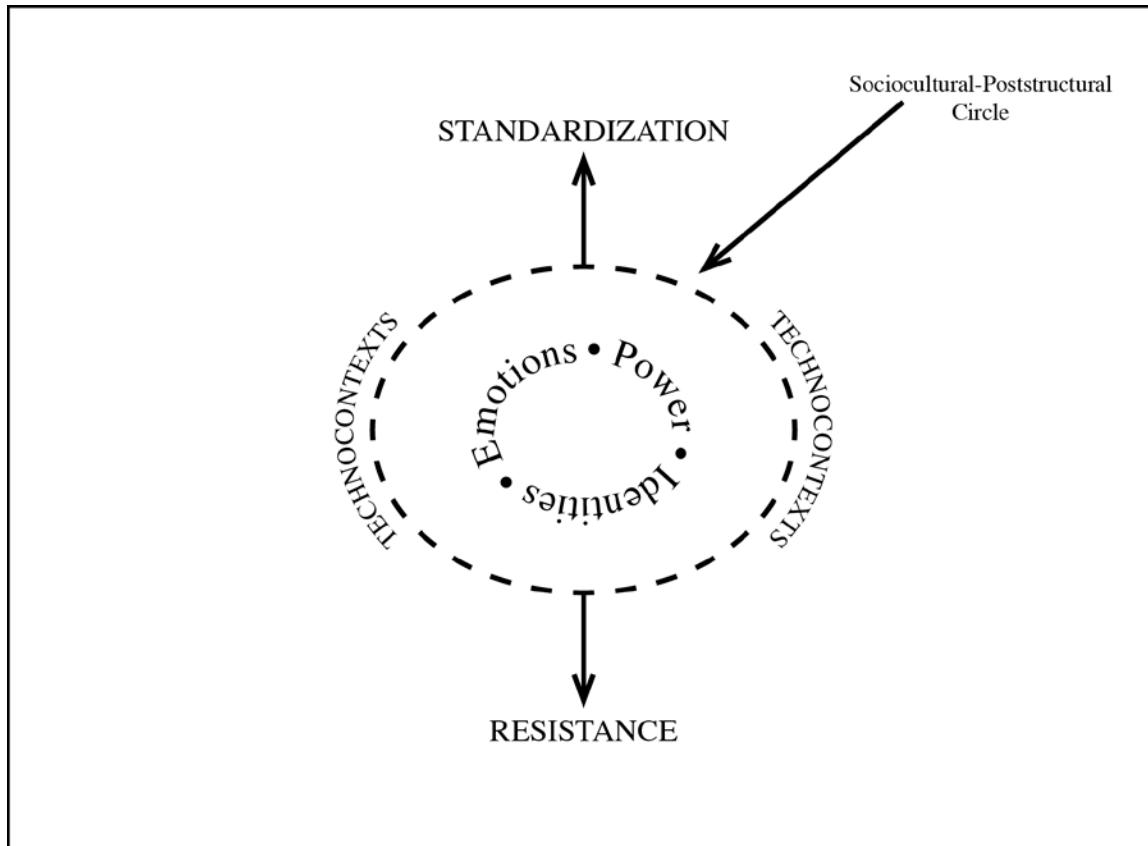 Sociocultural-Poststructural
Circle
STANDARDIZATION
TECHNOCONTEXTS
TECHNOCONTEXTS
Emotions • Power • Identities •
RESISTANCE